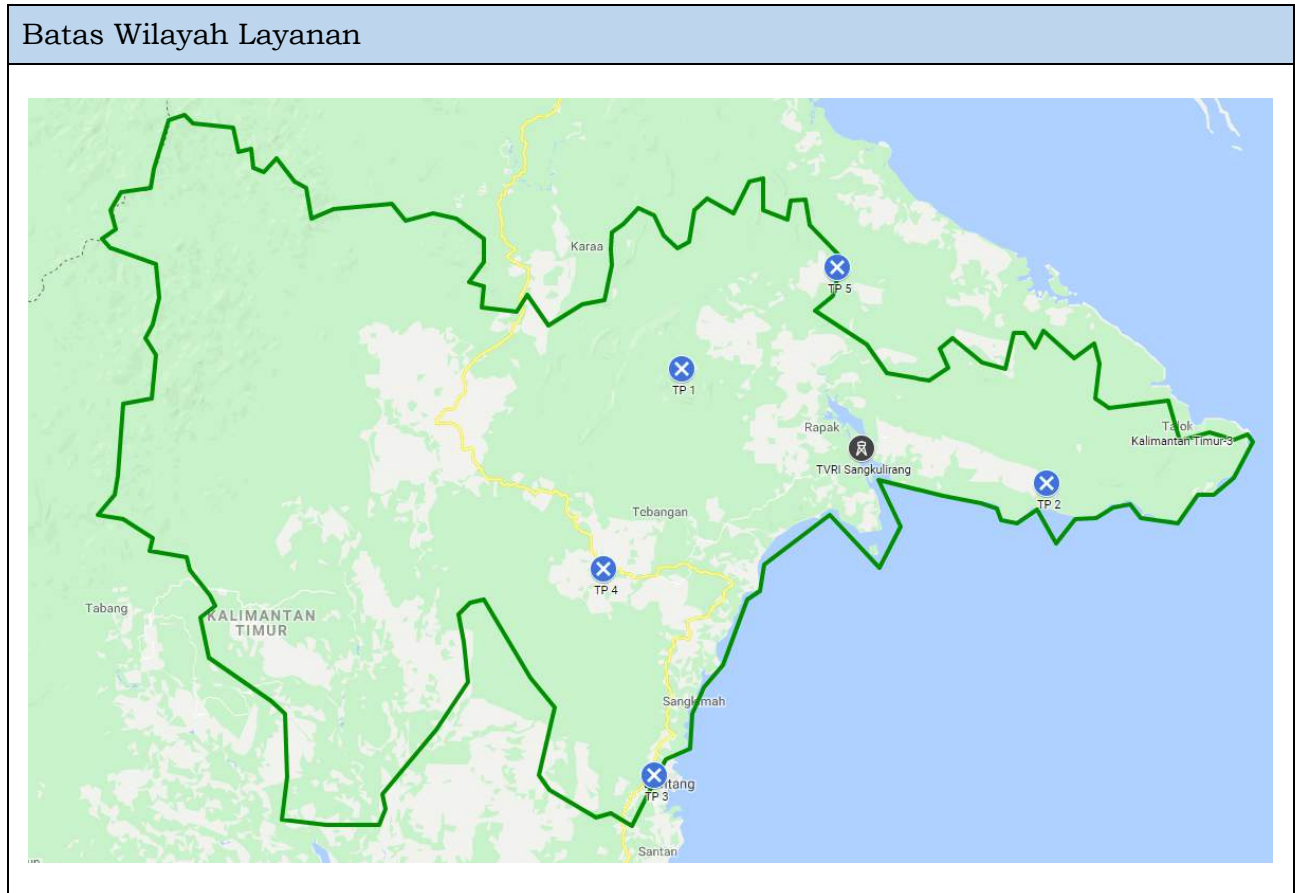 Batas Wilayah Layanan
Karaa
TP 5
TP 1
Rapak
Talok
Kalimantan Timur-3
TVRI Sangkulirang
TP 2
Tebangan
TP 4
Tabang
KALIMANTAN
TIMUR
Sangkimah
TP 3
Santan